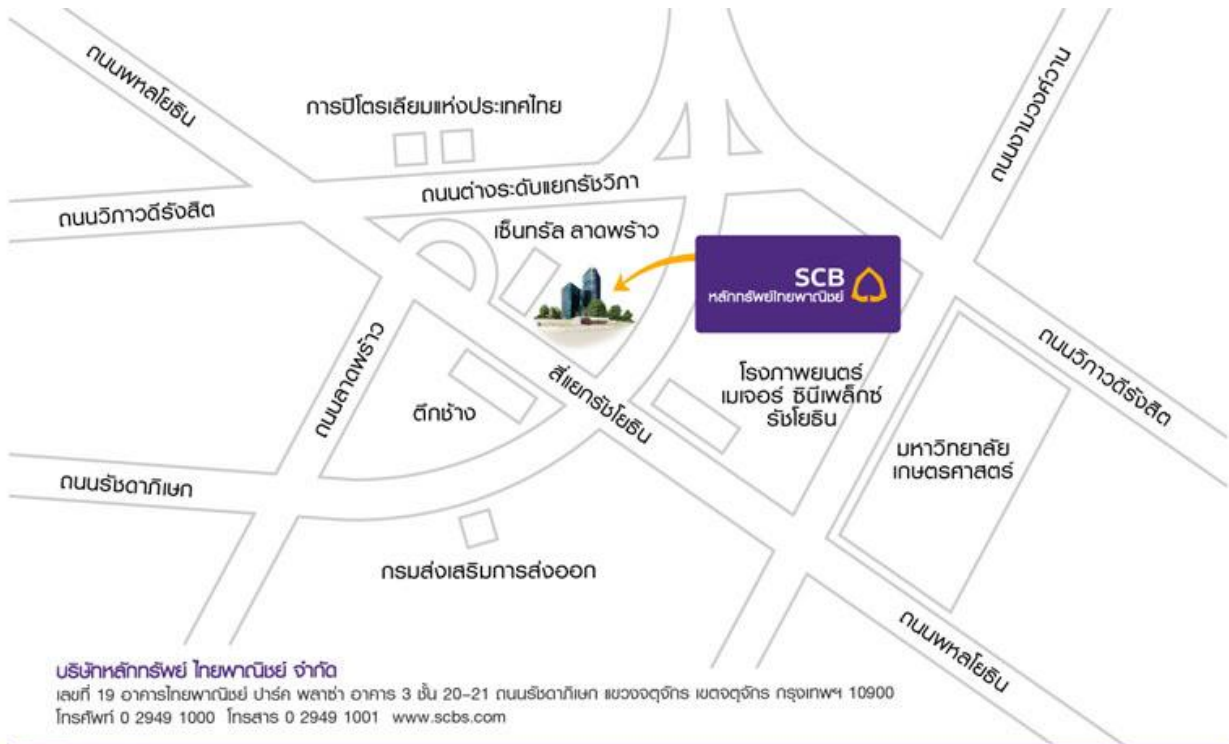 ถนนพหลโยธิน
การปิโตรเลียมแห่งประเทศไทย
ถนนงามวงศ์วาน
ถนนวิภาวดีรังสิต
ถนนต่างระดับแยกรัชวิภา
เซ็นทรัล ลาดพร้าว
SCB
หลักทรัพย์ไทยพาณิชย์
ถนนลาดพร้าว
ตึกช้าง
สี่แยกรัชโยธิน
โรงภาพยนตร์
เมเจอร์ ซินีเพล็กซ์
รัชโยธิน
ถนนวิภาวดีรังสิต
มหาวิทยาลัย
เกษตรศาสตร์
ถนนรัชดาภิเษก
กรมส่งเสริมการส่งออก
ถนนพหลโยธิน
บริษัทหลักทรัพย์ ไทยพาณิชย์ จำกัด
เลขที่ 19 อาคารไทยพาณิชย์ ปาร์ค พลาซ่า อาคาร 3 ชั้น 20-21 ถนนรัชดาภิเษก แขวงจตุจักร เขตจตุจักร กรุงเทพฯ 10900
โทรศัพท์ 0 2949 1000 โทรสาร 0 2949 1001 www.scbs.com